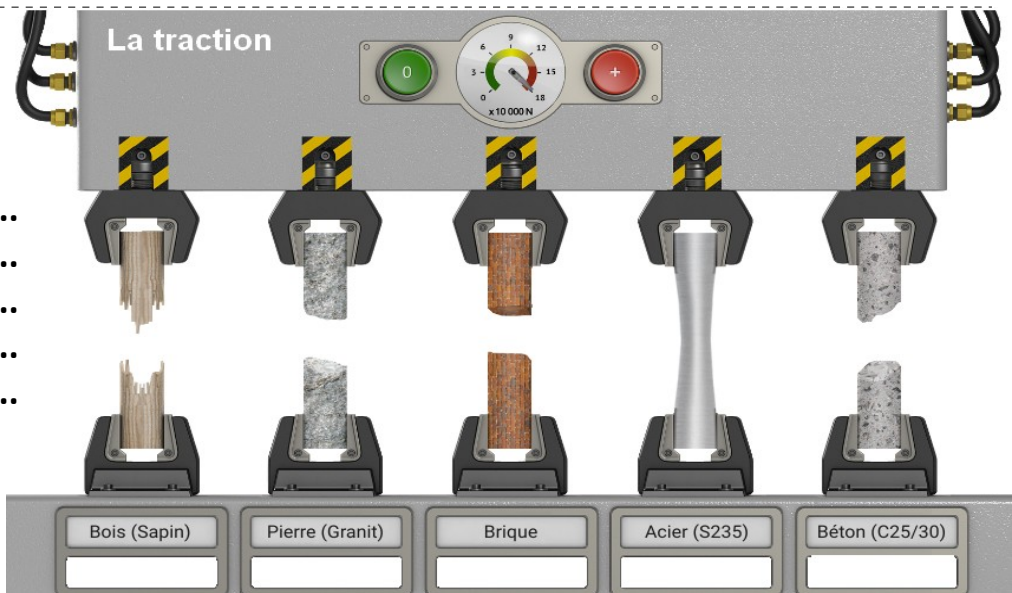 La traction
0
0
3
6
9
12
15
18
x10 000 N
+
..
..
..
..
..
Bois (Sapin)
Pierre (Granit)
Brique
Acier (S235)
Béton (C25/30)